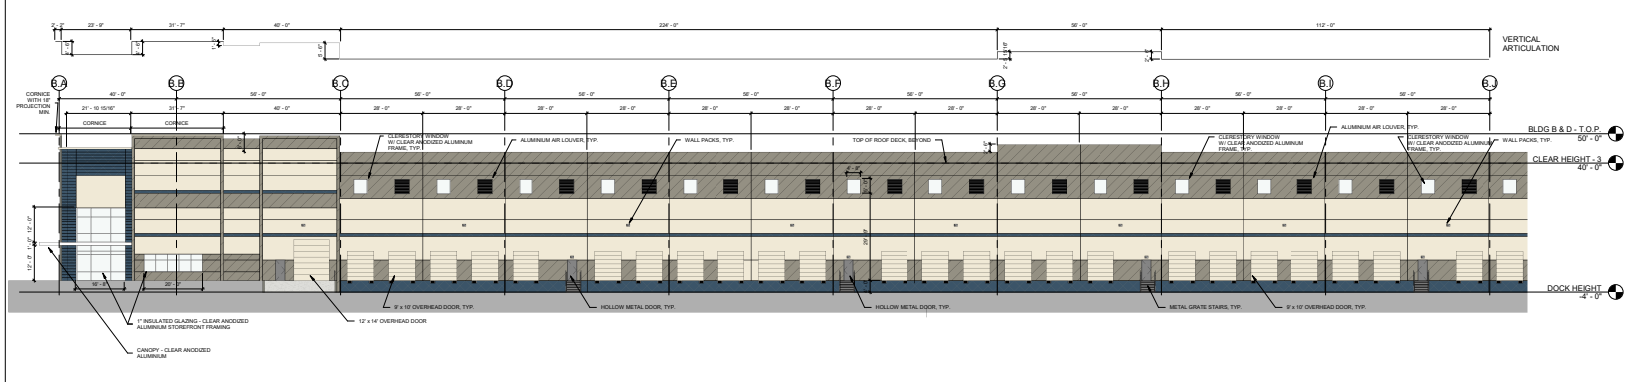 2' - 2"
23' - 9"
31' - 7"
40' - 0"
224' - 0"
56' - 0"
112' - 0"
VERTICAL
ARTICULATION
B.A
B.B
B.C
B.D
B.E
B.F
B.G
B.H
B.I
B.J
CORNICE
WITH 18"
PROJECTION
MIN.
40' - 0"
56' - 0"
56' - 0"
56' - 0"
56' - 0"
56' - 0"
56' - 0"
56' - 0"
56' - 0"
21' - 10 15/16"
31'-7"
40' - 0"
28' - 0"
28' - 0"
28' - 0"
28' - 0"
28' - 0"
28' - 0"
28' - 0"
28' - 0"
28' - 0"
28' - 0"
28' - 0"
28' - 0"
28' - 0"
28' - 0"
CORNICE
CORNICE
CLERESTORY WINDOW
W/ CLEAR ANODIZED ALUMINUM
FRAME, TYP.
ALUMINIUM AIR LOUVER, TYP.
WALL PACKS, TYP.
TOP OF ROOF DECK, BEYOND
CLERESTORY WINDOW
W/ CLEAR ANODIZED ALUMINUM
FRAME, TYP.
ALUMINIUM AIR LOUVER, TYP.
CLERESTORY WINDOW
W/ CLEAR ANODIZED ALUMINUM
FRAME, TYP.
WALL PACKS, TYP.
BLDG B & D - T.O.P.
50' - 0"
CLEAR HEIGHT - 3
40' - 0"
12' - 0"
1' - 0"
12' - 0"
16' - 8"
20' - 0"
DOCK HEIGHT
-4' - 0"
9' x 10' OVERHEAD DOOR, TYP.
HOLLOW METAL DOOR, TYP.
HOLLOW METAL DOOR, TYP.
METAL GRATE STAIRS, TYP.
9' x 10' OVERHEAD DOOR, TYP.
1" INSULATED GLAZING - CLEAR ANODIZED
ALUMINIUM STOREFRONT FRAMING
12' x 14' OVERHEAD DOOR
CANOPY - CLEAR ANODIZED
ALUMINIUM